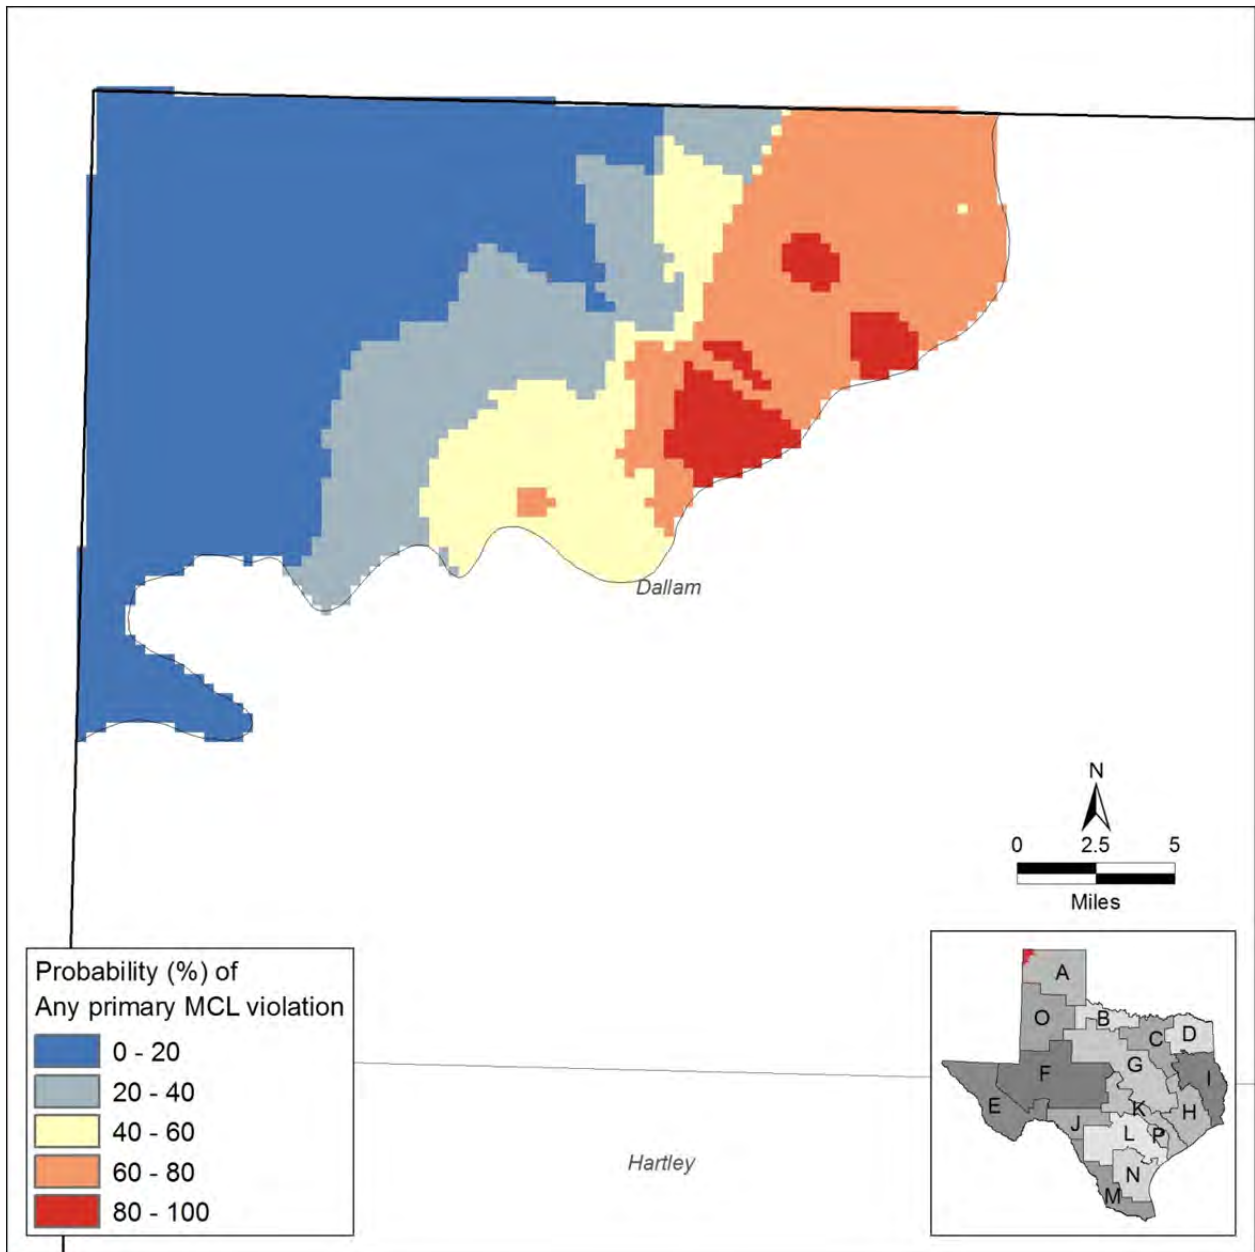 Dallam
N
0 2.5 5
Miles
Probability (%) of
Any primary MCL violation
0 - 20
20 - 40
40 - 60
60 - 80
80 - 100
Hartley
A
O
B
C
D
F
G
I
E
K
H
J
L
P
N
M